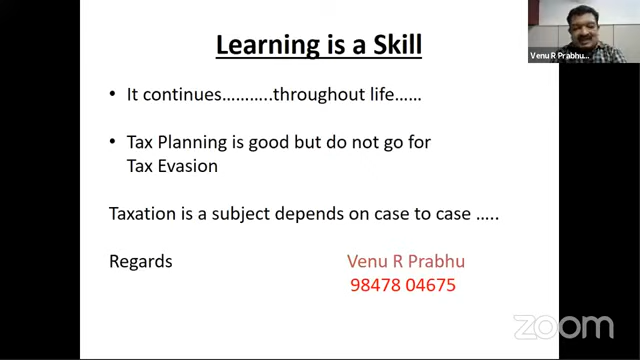 Learning is a Skill
Venu R Prabhu...
• It continues………..throughout life……
• Tax Planning is good but do not go for
Tax Evasion
Taxation is a subject depends on case to case …..
Regards
Venu R Prabhu
98478 04675
zoom